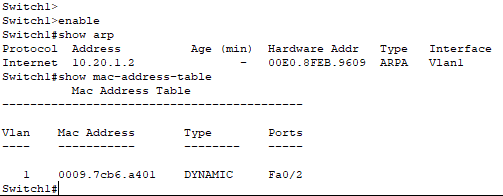 Switch1>
Switch1>enable
Switch1#show arp
Protocol  Address          Age (min)  Hardware Addr   Type   Interface
Internet  10.20.1.2               -   00E0.8FEB.9609  ARPA   Vlan1
Switch1#show mac-address-table
          Mac Address Table
-------------------------------------------
Vlan    Mac Address       Type        Ports
----    -----------       --------    -----
   1    0009.7cb6.a401    DYNAMIC     Fa0/2
Switch1#